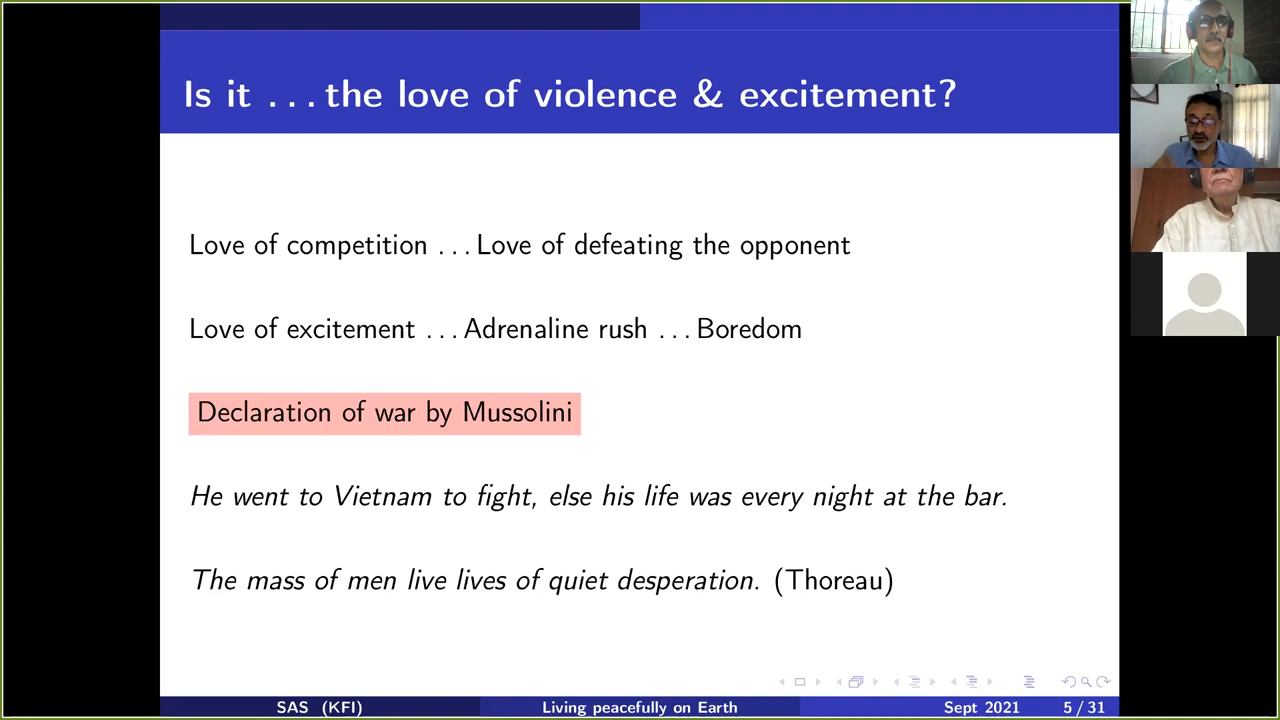 Is it ... the love of violence & excitement?
Love of competition ... Love of defeating the opponent
Love of excitement ... Adrenaline rush ... Boredom
Declaration of war by Mussolini
He went to Vietnam to fight, else his life was every night at the bar.
The mass of men live lives of quiet desperation. (Thoreau)
SAS (KFI) Living peacefully on Earth Sept 2021 5 / 31